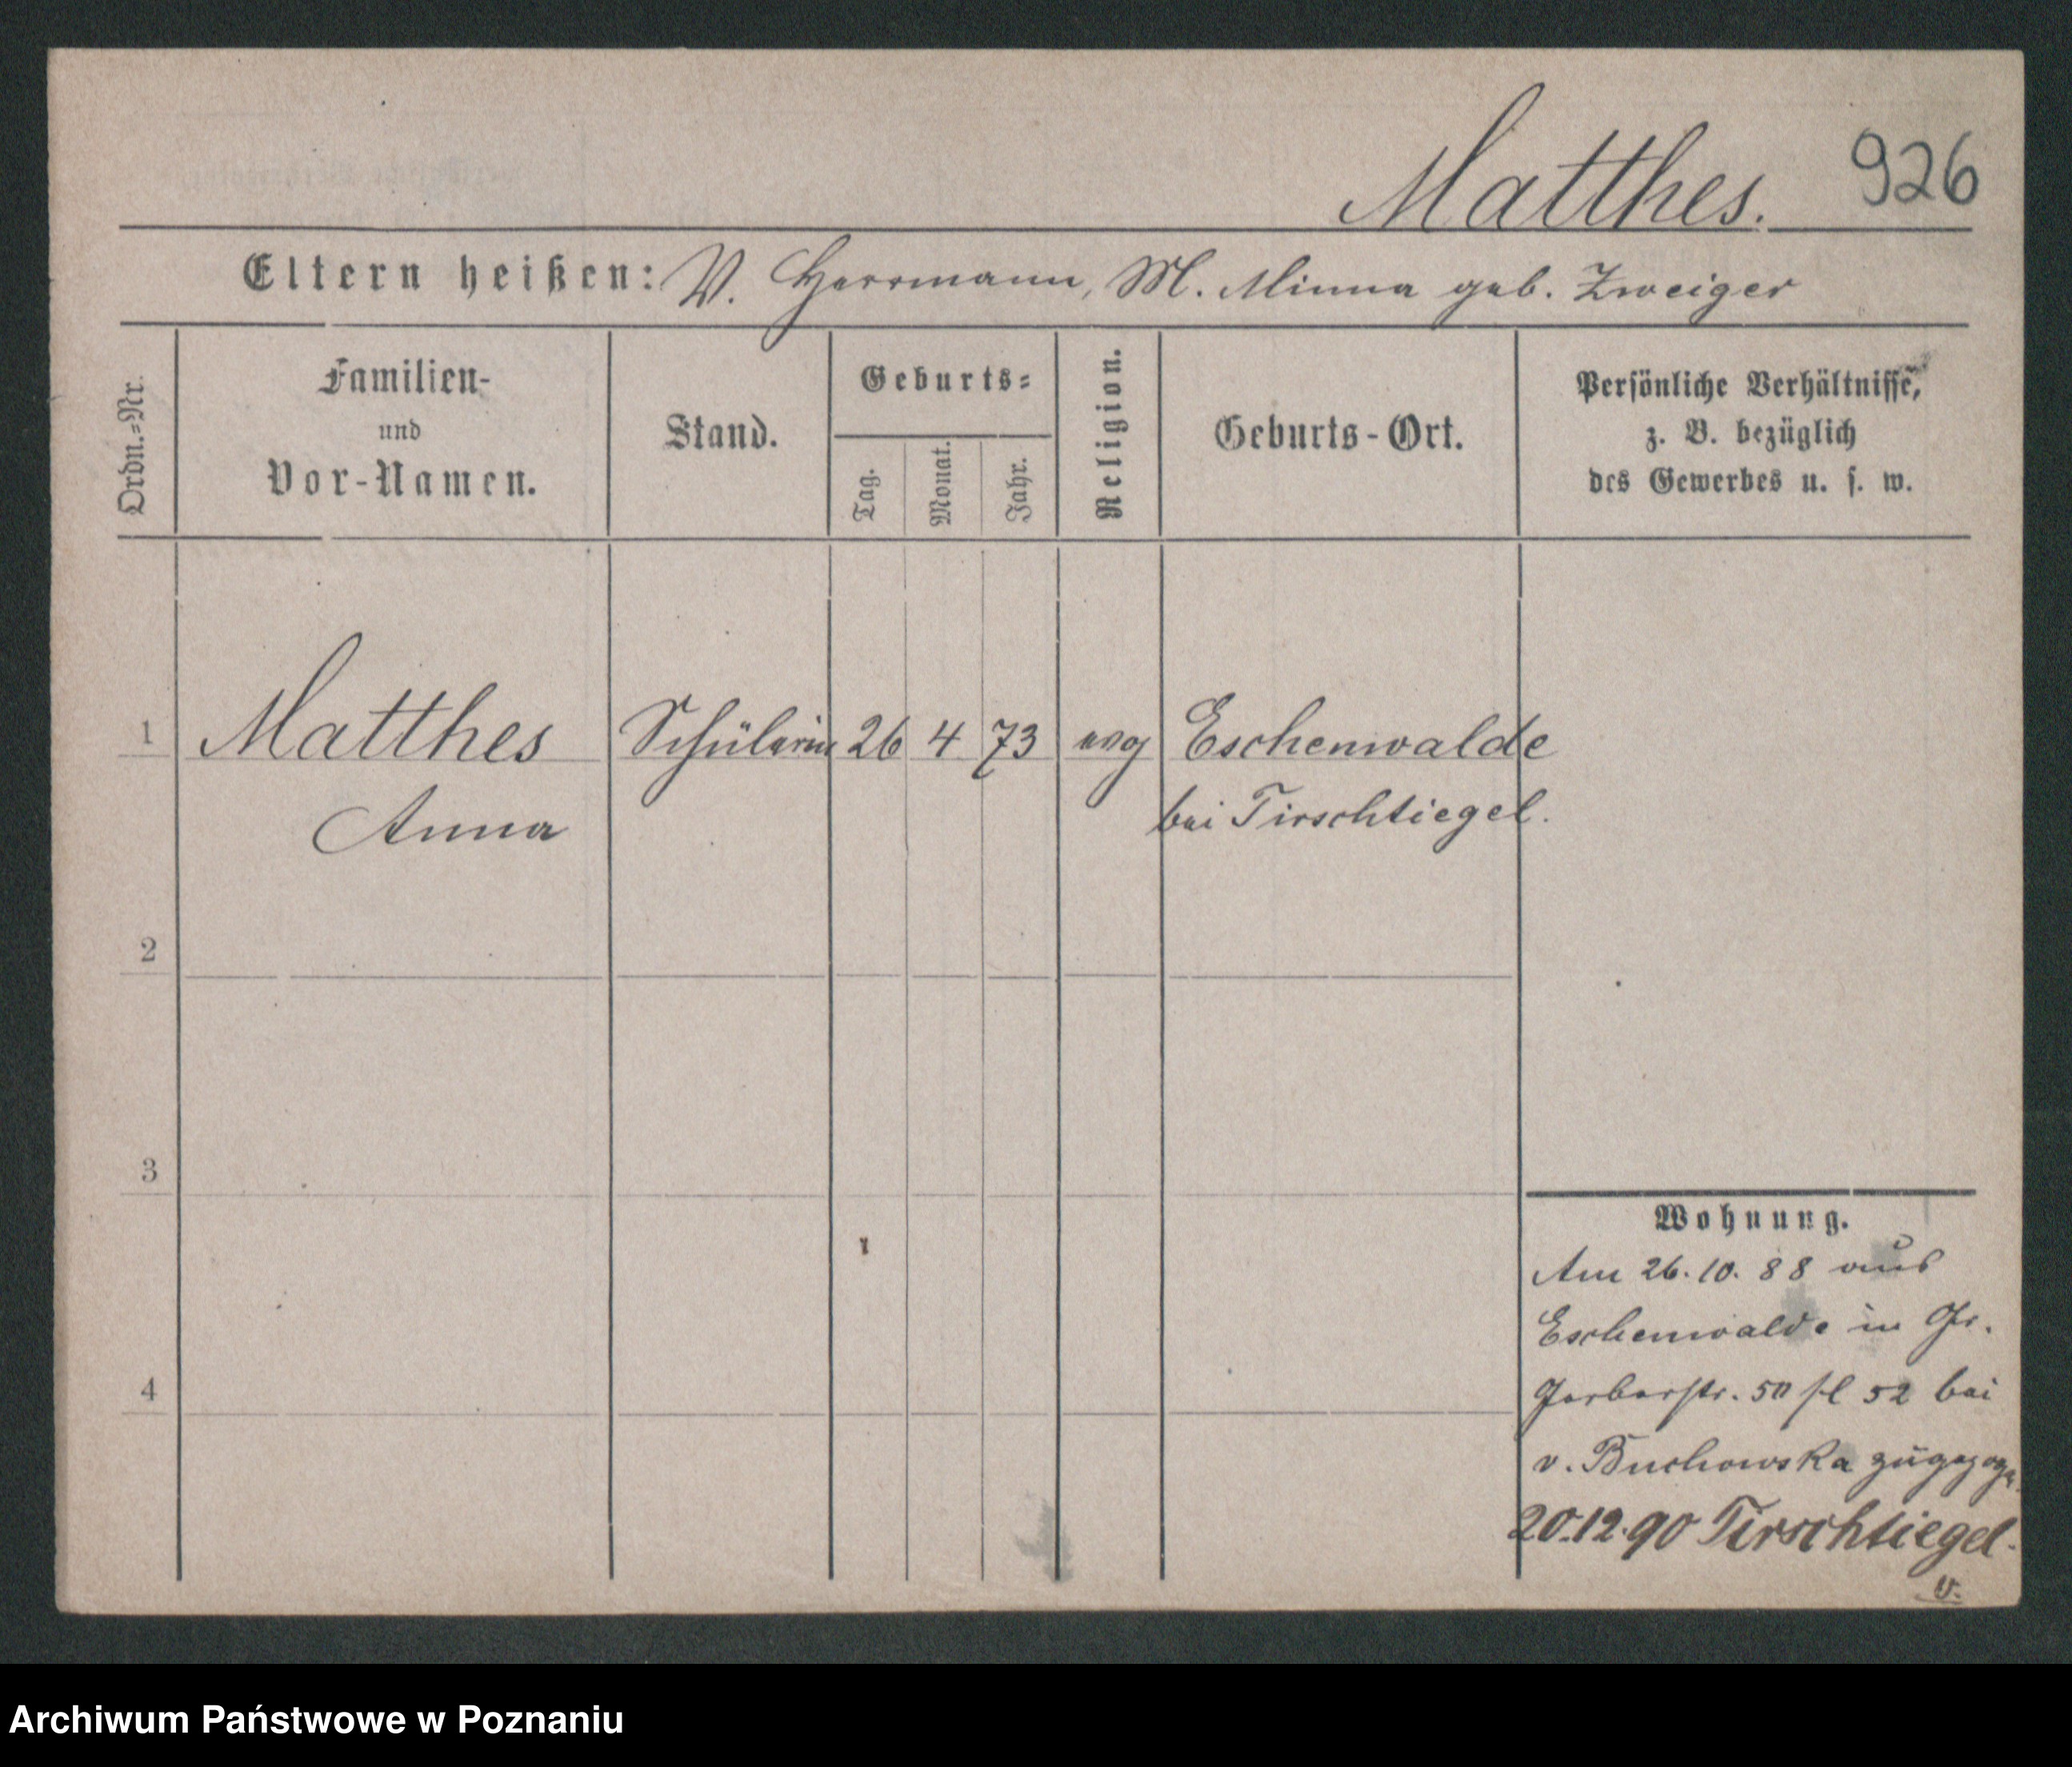 Matthes. 926
Eltern heißen: V. Herrmann, M. Minna geb. Zweiger
Ordn.=Nr.
Familien-
und
Vor-Namen.
Stand.
Geburts=
Tag.
Monat.
Jahr.
Religion.
Geburts-Ort.
Persönliche Verhältnisse,
z. B. bezüglich
des Gewerbes u. s. w.
1 Matthes Schülerin 26 4 73 evg Eschenwalde
Anna bei Tirschtiegel.
2
3
4
Wohnung.
Am 26.10.88 aus
Eschenwalde in Gr.
Gerberstr. 50 52 bei
v. Buchowska
20.12.90 Tirschtiegel.
v.
Archiwum Państwowe w Poznaniu